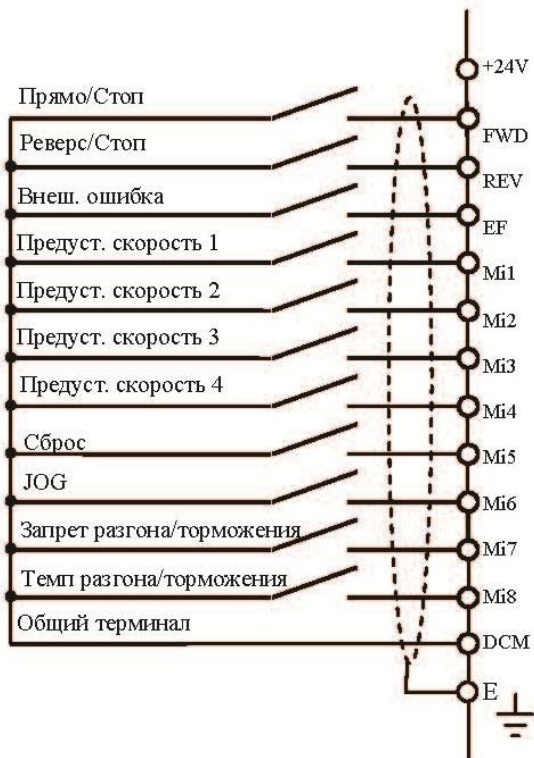 +24V
Прямо/Стоп
FWD
Реверс/Стоп
REV
Внеш. ошибка
EF
Предуст. скорость 1
Mi1
Предуст. скорость 2
Mi2
Предуст. скорость 3
Mi3
Предуст. скорость 4
Mi4
Сброс
Mi5
JOG
Mi6
Запрет разгона/торможения
Mi7
Темп разгона/торможения
Mi8
Общий терминал
DCM
E